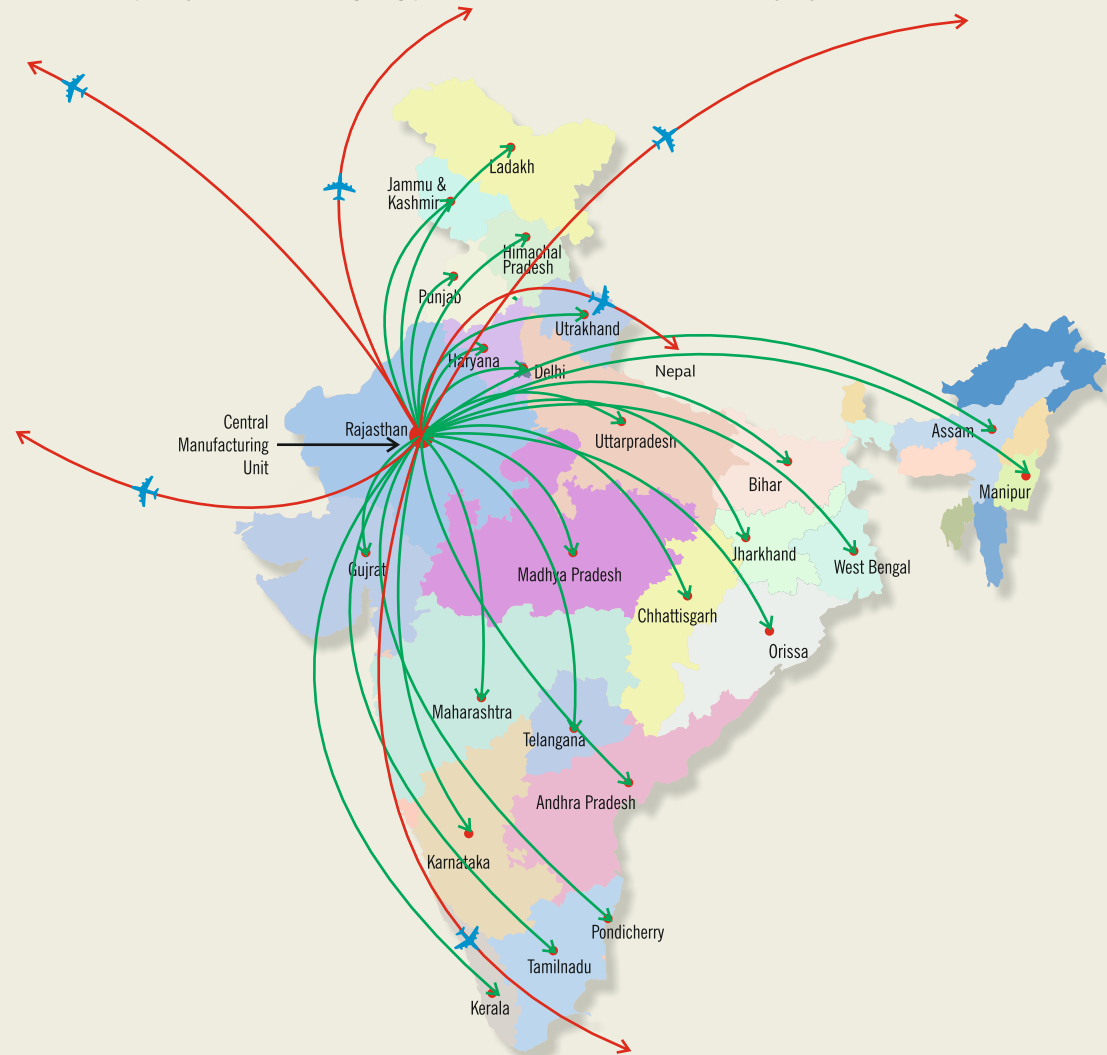 Ladakh
Jammu &
Kashmir
Himachal
Pradesh
Punjab
Utrakhand
Haryana
Delhi
Nepal
Central
Manufacturing
Unit
Rajasthan
Uttarpradesh
Assam
Bihar
Manipur
Gujrat
Madhya Pradesh
Jharkhand
West Bengal
Chhattisgarh
Orissa
Maharashtra
Telangana
Andhra Pradesh
Karnataka
Pondicherry
Tamilnadu
Kerala